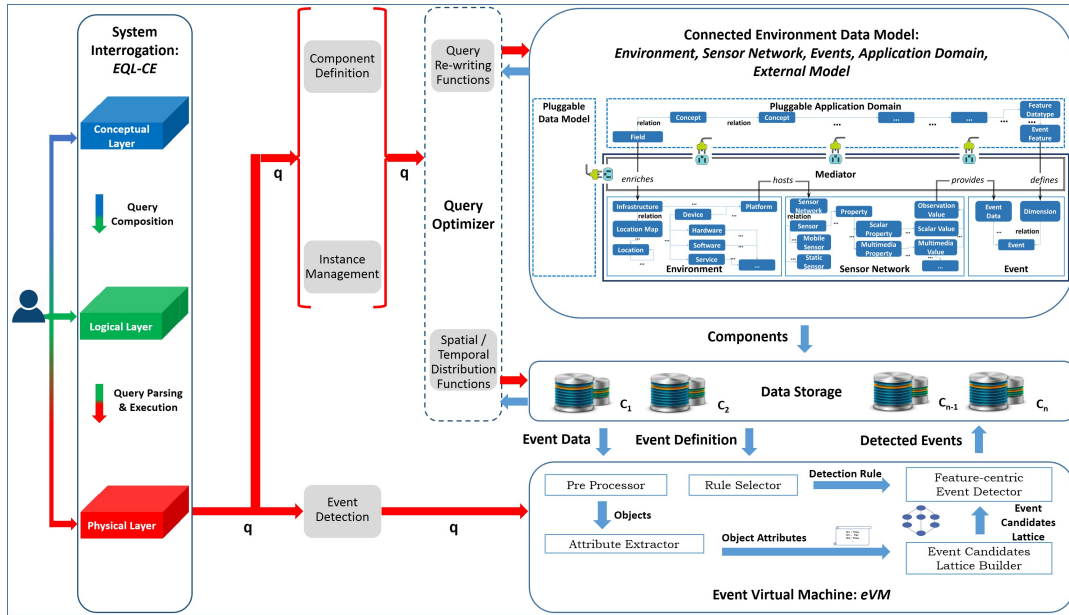 System
Interrogation:
EQL-CE
Conceptual
Layer
Query
Composition
Logical Layer
Query Parsing
& Execution
Physical Layer
q
q
q
q
Component
Definition
Instance
Management
Event
Detection
Query
Re-writing
Functions
Query
Optimizer
Spatial /
Temporal
Distribution
Functions
Connected Environment Data Model:
Environment, Sensor Network, Events, Application Domain,
External Model
Pluggable
Data Model
Pluggable Application Domain
Field
relation
Concept
relation
Concept
...
...
...
...
...
...
relation
Feature
Datatype
Event
Feature
Mediator
enriches
hosts
provides
defines
Infrastructure
relation
Location Map
...
Location
...
...
...
Device
...
Platform
...
Hardware
Software
Service
...
...
...
Environment
Sensor
Network
relation
Sensor
Mobile
Sensor
...
Static
Sensor
Property
...
Scalar
Property
Multimedia
Property
...
Observation
Value
...
Scalar Value
Multimedia
Value
...
...
Sensor Network
Event
Data
Dimension
relation
...
...
Event
Event
Components
Data Storage
C1
C2
Cn-1
Cn
Event Data
Event Definition
Detected Events
Pre Processor
Rule Selector
Detection Rule
Feature-centric
Event Detector
Objects
Event
Candidates
Lattice
Attribute Extractor
Object Attributes
Event Candidates
Lattice Builder
Event Virtual Machine: eVM